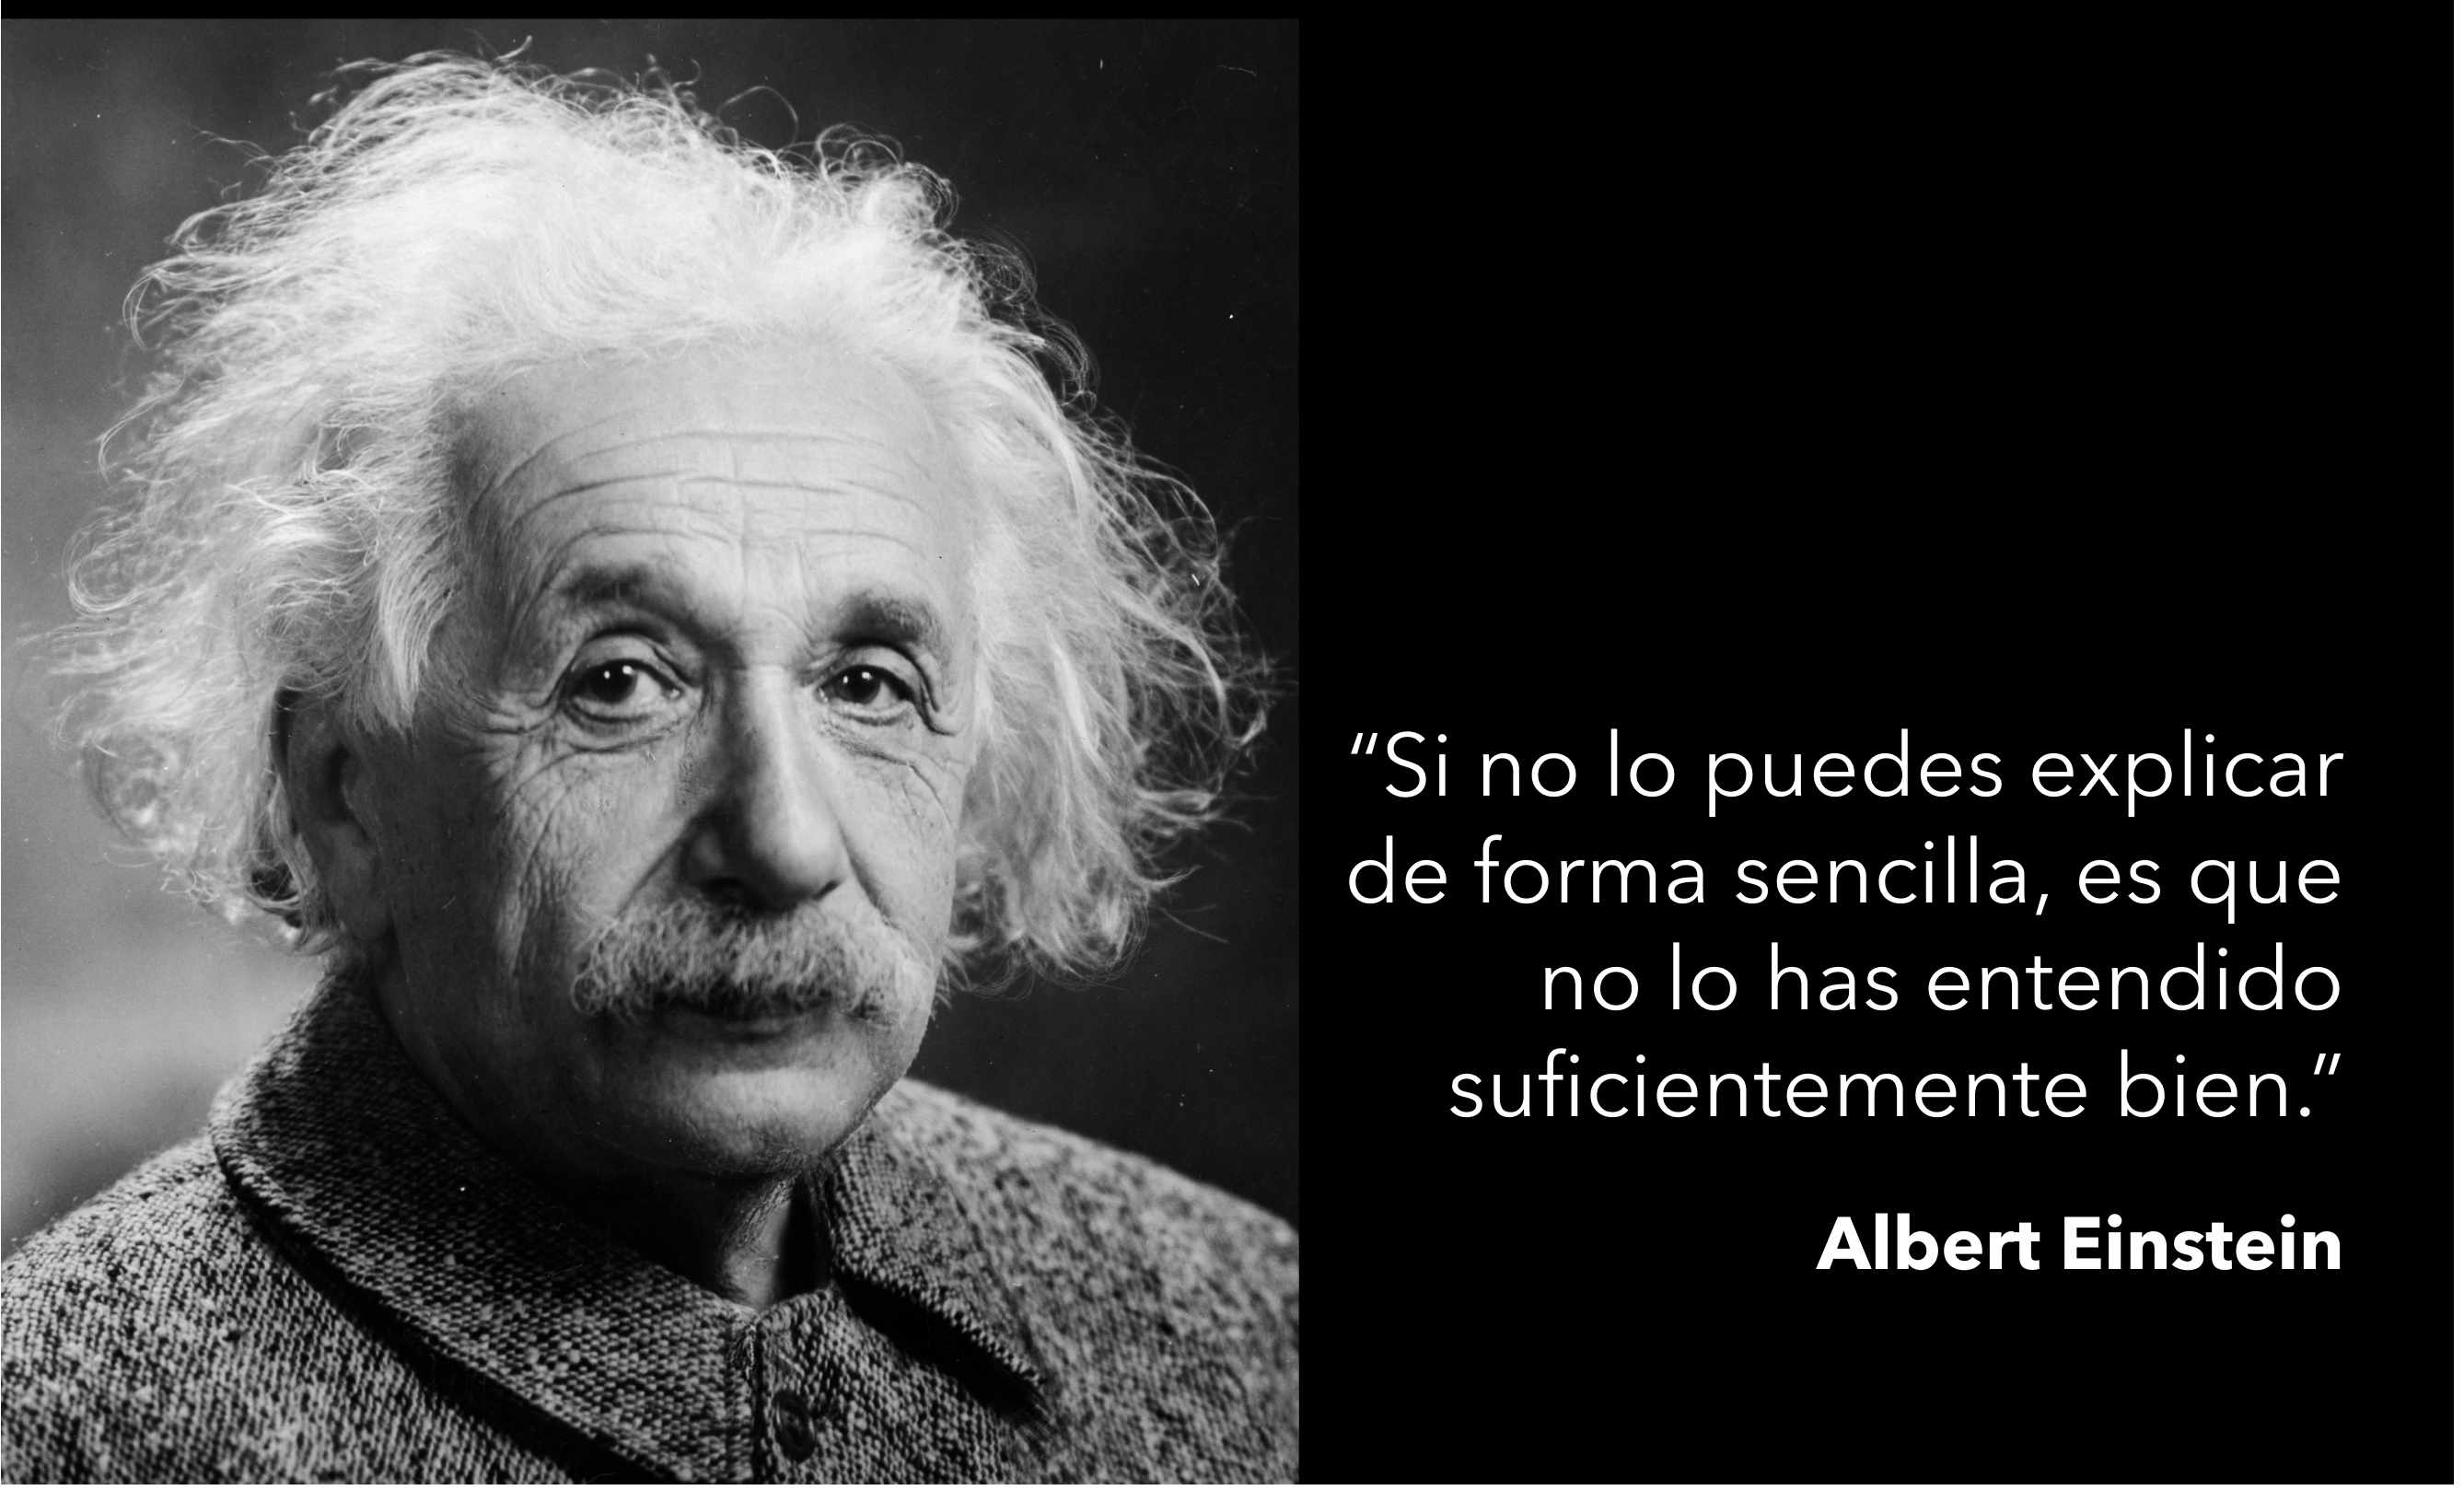 “Si no lo puedes explicar
de forma sencilla, es que
no lo has entendido
suficientemente bien.”
Albert Einstein